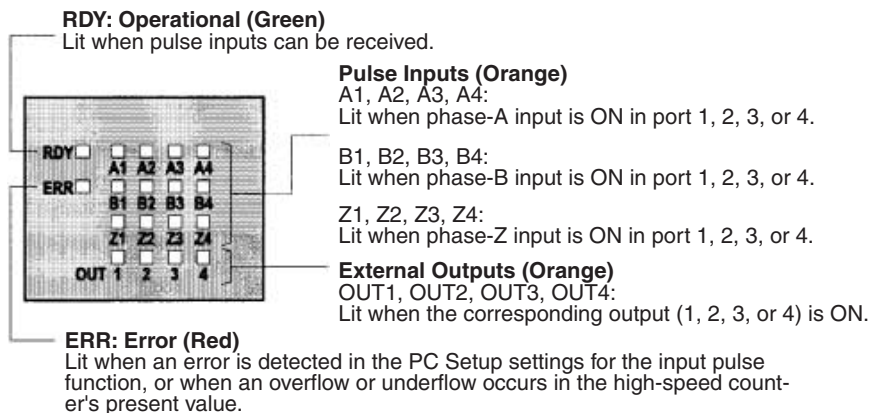 RDY: Operational (Green)
Lit when pulse inputs can be received.
Pulse Inputs (Orange)
A1, A2, A3, A4:
Lit when phase-A input is ON in port 1, 2, 3, or 4.
B1, B2, B3, B4:
Lit when phase-B input is ON in port 1, 2, 3, or 4.
Z1, Z2, Z3, Z4:
Lit when phase-Z input is ON in port 1, 2, 3, or 4.
External Outputs (Orange)
OUT1, OUT2, OUT3, OUT4:
Lit when the corresponding output (1, 2, 3, or 4) is ON.
RDY
A1 A2 A3 A4
ERR
B1 B2 B3 B4
Z1 Z2 Z3 Z4
OUT 1 2 3 4
ERR: Error (Red)
Lit when an error is detected in the PC Setup settings for the input pulse
function, or when an overflow or underflow occurs in the high-speed count-
er's present value.